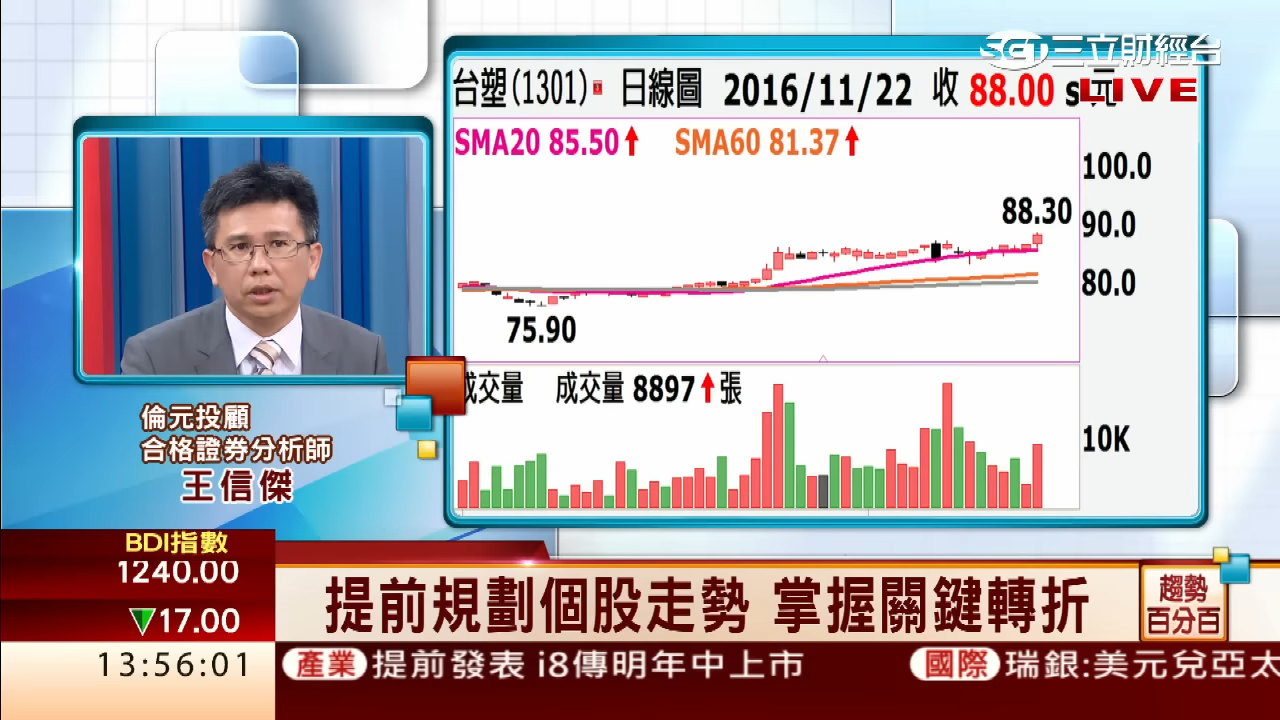 SET三立財經台
LIVE
台塑(1301) 日線圖 2016/11/22 收 88.00 s元
SMA20 85.50↑ SMA60 81.37↑
100.0
88.30
90.0
80.0
75.90
成交量 成交量 8897↑張
10K
倫元投顧
合格證券分析師
王信傑
BDI指數
1240.00
▼17.00
13:56:01
提前規劃個股走勢 掌握關鍵轉折
趨勢
百分百
產業 提前發表 i8傳明年中上市 國際 瑞銀:美元兌亞太